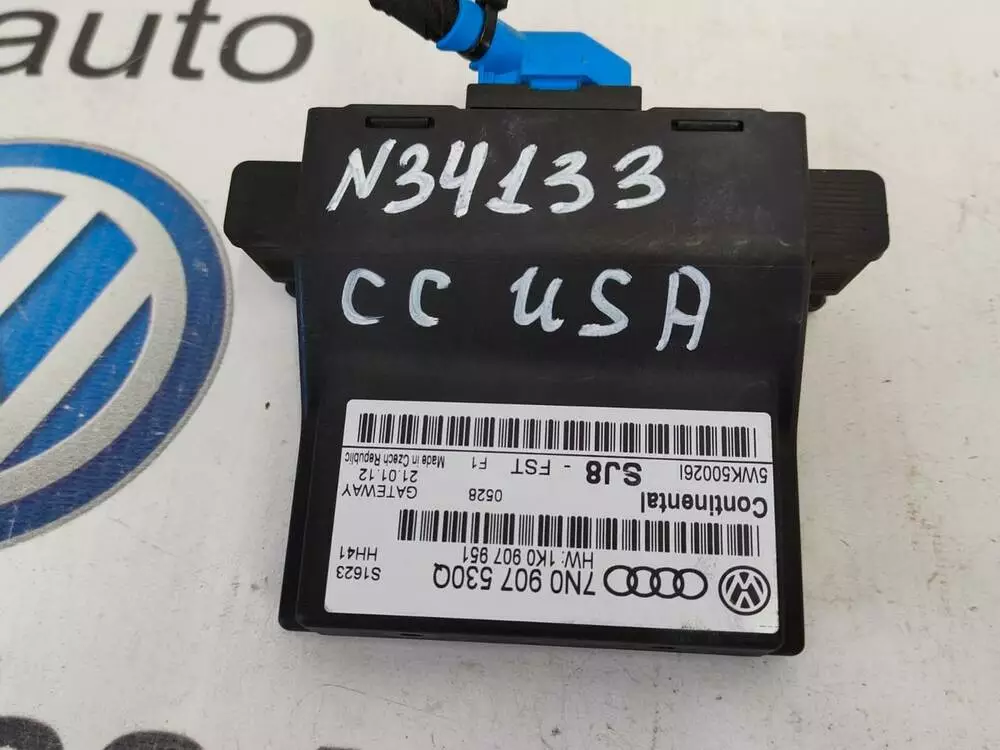 auto
N34133
CC USA
7N0 907 530Q
S1623
HW: 1K0 907 951
HH41
Continental
0528
GATEWAY
5WK50026I
SJ8 - FST F1
21.01.12
Made in Czech Republic